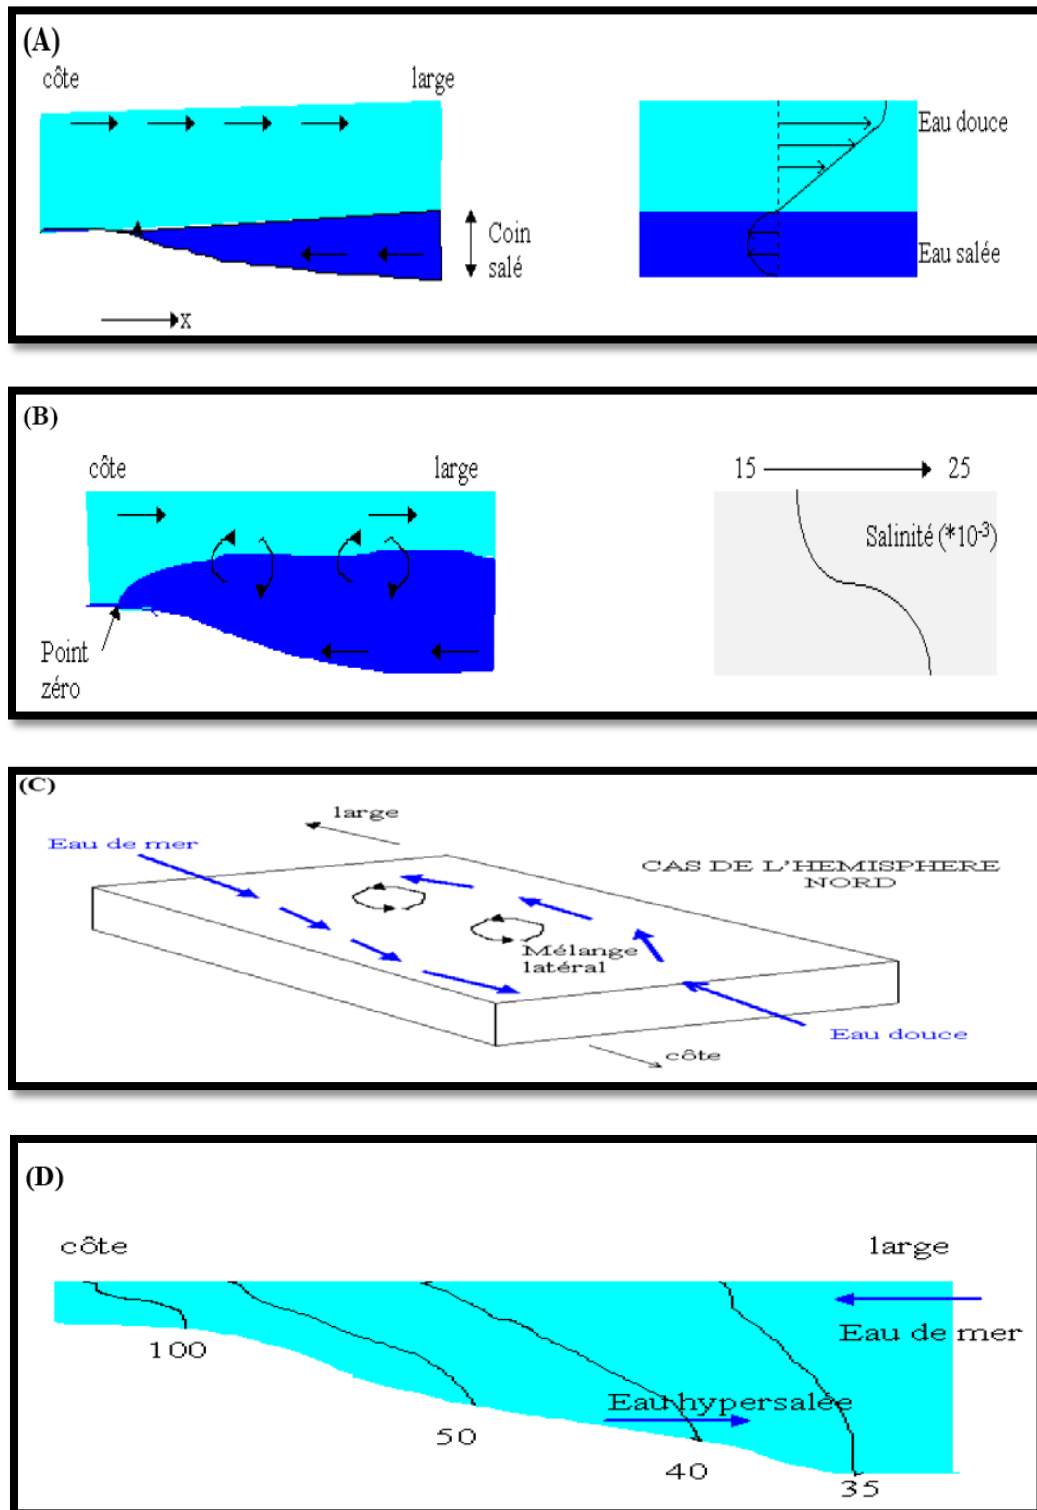 (A)
côte
large
Eau douce
Coin
salé
Eau salée
x
(B)
côte
large
15
25
Salinité (*10-3)
Point
zéro
(C)
large
Eau de mer
CAS DE L'HEMISPHERE
NORD
Mélange
latéral
Eau douce
côte
(D)
côte
large
Eau de mer
Eau hypersalée
100
50
40
35